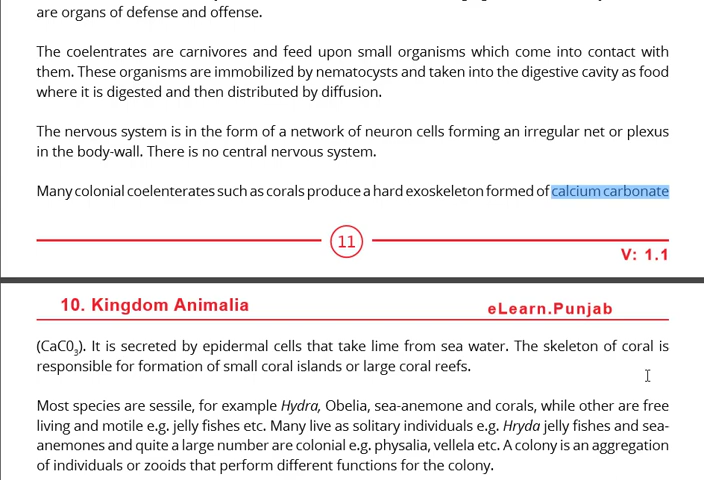 are organs of defense and offense.
The coelentrates are carnivores and feed upon small organisms which come into contact with
them. These organisms are immobilized by nematocysts and taken into the digestive cavity as food
where it is digested and then distributed by diffusion.
The nervous system is in the form of a network of neuron cells forming an irregular net or plexus
in the body-wall. There is no central nervous system.
Many colonial coelenterates such as corals produce a hard exoskeleton formed of calcium carbonate
11
V: 1.1
10. Kingdom Animalia
eLearn.Punjab
(CaC0₃). It is secreted by epidermal cells that take lime from sea water. The skeleton of coral is
responsible for formation of small coral islands or large coral reefs.
Most species are sessile, for example Hydra, Obelia, sea-anemone and corals, while other are free
living and motile e.g. jelly fishes etc. Many live as solitary individuals e.g. Hryda jelly fishes and sea-
anemones and quite a large number are colonial e.g. physalia, vellela etc. A colony is an aggregation
of individuals or zooids that perform different functions for the colony.